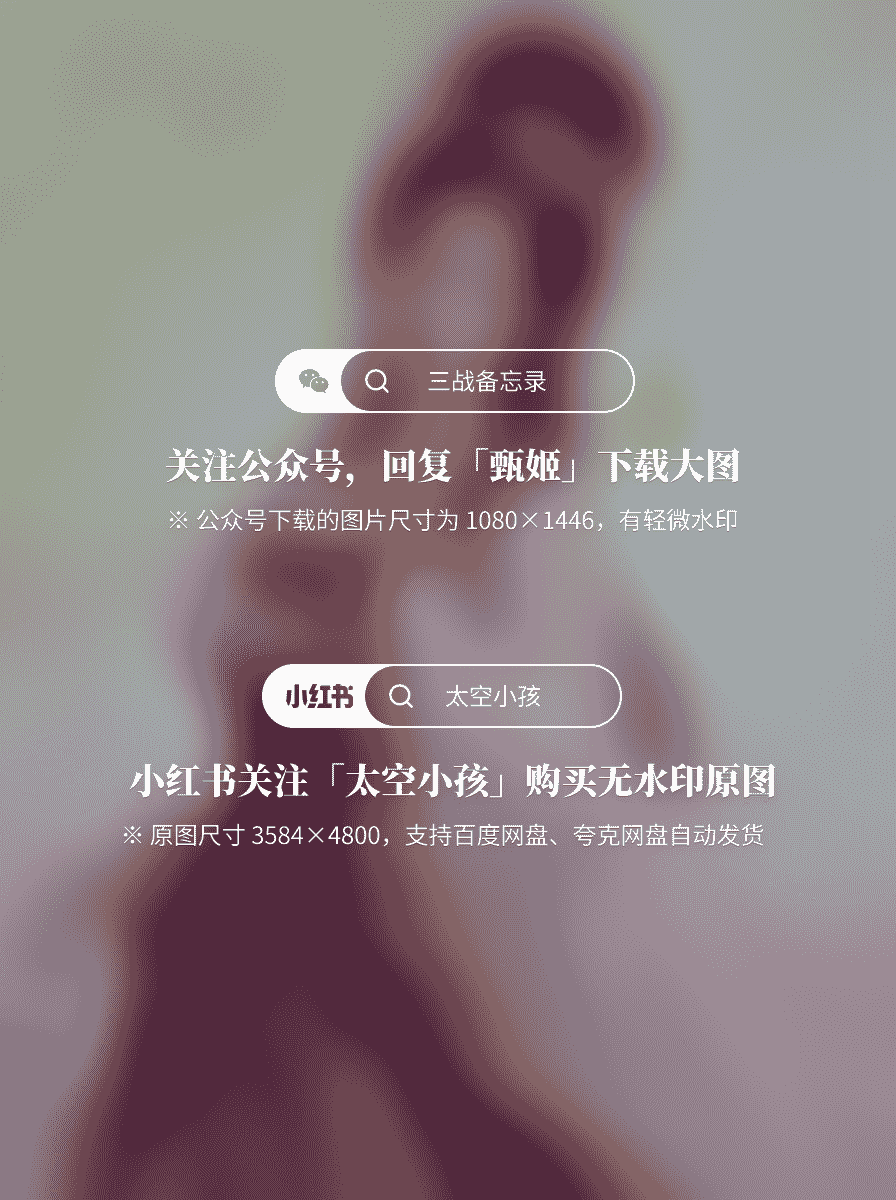 三战备忘录
关注公众号，回复「甄姬」下载大图
※ 公众号下载的图片尺寸为 1080×1446，有轻微水印
小红书 太空小孩
小红书关注「太空小孩」购买无水印原图
※ 原图尺寸 3584×4800，支持百度网盘、夸克网盘自动发货